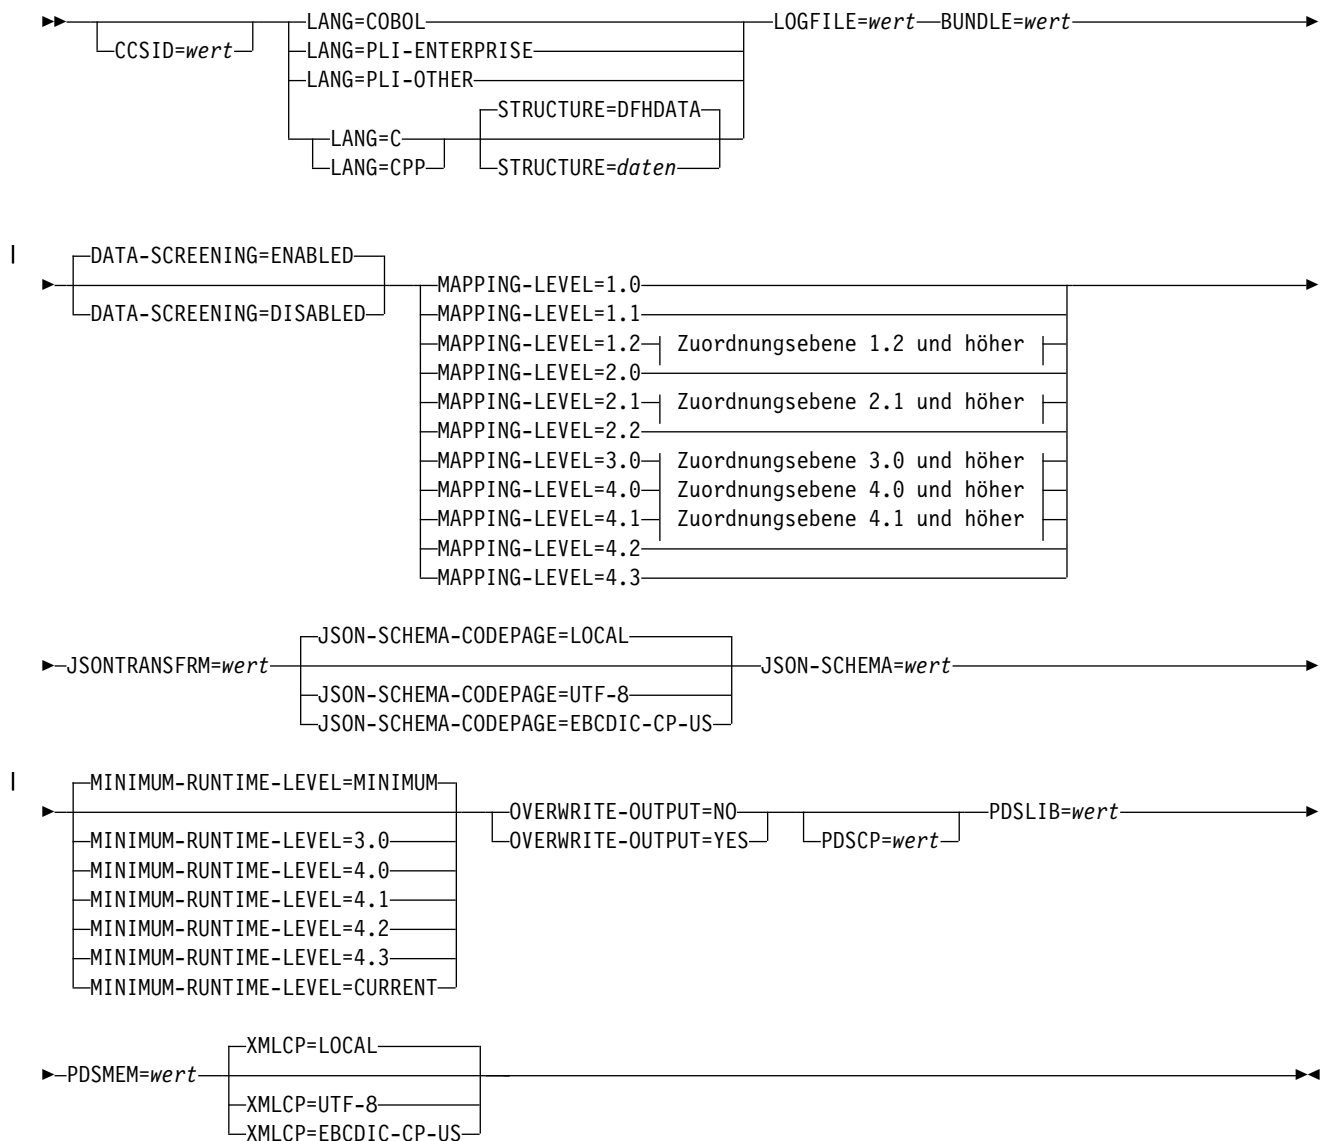 LANG=COBOL LOGFILE=wert BUNDLE=wert
CCSID=wert LANG=PLI-ENTERPRISE
LANG=PLI-OTHER
STRUCTURE=DFHDATA
LANG=C
LANG=CPP STRUCTURE=daten
DATA-SCREENING=ENABLED
MAPPING-LEVEL=1.0
DATA-SCREENING=DISABLED MAPPING-LEVEL=1.1
MAPPING-LEVEL=1.2 Zuordnungsebene 1.2 und höher
MAPPING-LEVEL=2.0
MAPPING-LEVEL=2.1 Zuordnungsebene 2.1 und höher
MAPPING-LEVEL=2.2
MAPPING-LEVEL=3.0 Zuordnungsebene 3.0 und höher
MAPPING-LEVEL=4.0 Zuordnungsebene 4.0 und höher
MAPPING-LEVEL=4.1 Zuordnungsebene 4.1 und höher
MAPPING-LEVEL=4.2
MAPPING-LEVEL=4.3
JSON-SCHEMA-CODEPAGE=LOCAL
JSONTRANSFRM=wert JSON-SCHEMA=wert
JSON-SCHEMA-CODEPAGE=UTF-8
JSON-SCHEMA-CODEPAGE=EBCDIC-CP-US
MINIMUM-RUNTIME-LEVEL=MINIMUM
OVERWRITE-OUTPUT=NO PDSLIB=wert
MINIMUM-RUNTIME-LEVEL=3.0 OVERWRITE-OUTPUT=YES PDSCP=wert
MINIMUM-RUNTIME-LEVEL=4.0
MINIMUM-RUNTIME-LEVEL=4.1
MINIMUM-RUNTIME-LEVEL=4.2
MINIMUM-RUNTIME-LEVEL=4.3
MINIMUM-RUNTIME-LEVEL=CURRENT
XMLCP=LOCAL
PDSMEM=wert
XMLCP=UTF-8
XMLCP=EBCDIC-CP-US